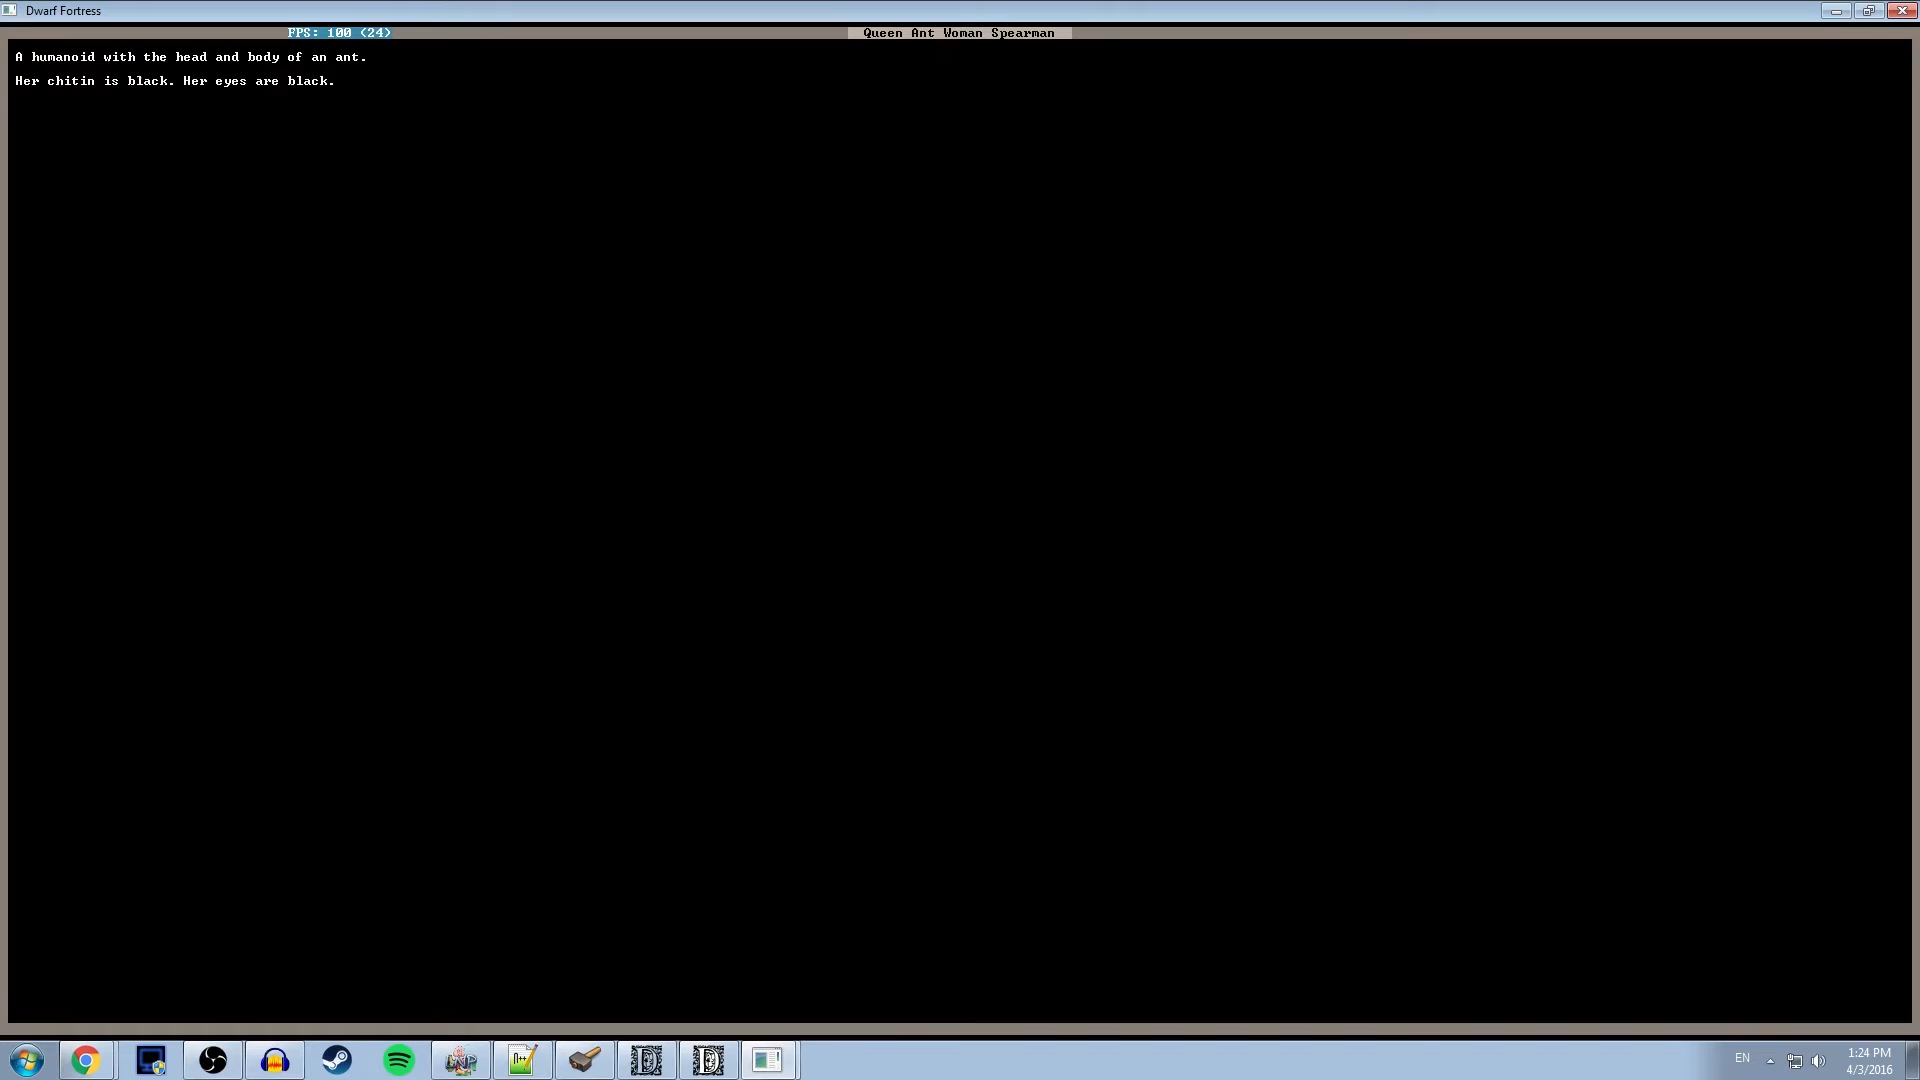 Dwarf Fortress
FPS: 100 (24)
Queen Ant Woman Spearman
A humanoid with the head and body of an ant.
Her chitin is black. Her eyes are black.
EN
1:24 PM
4/3/2016